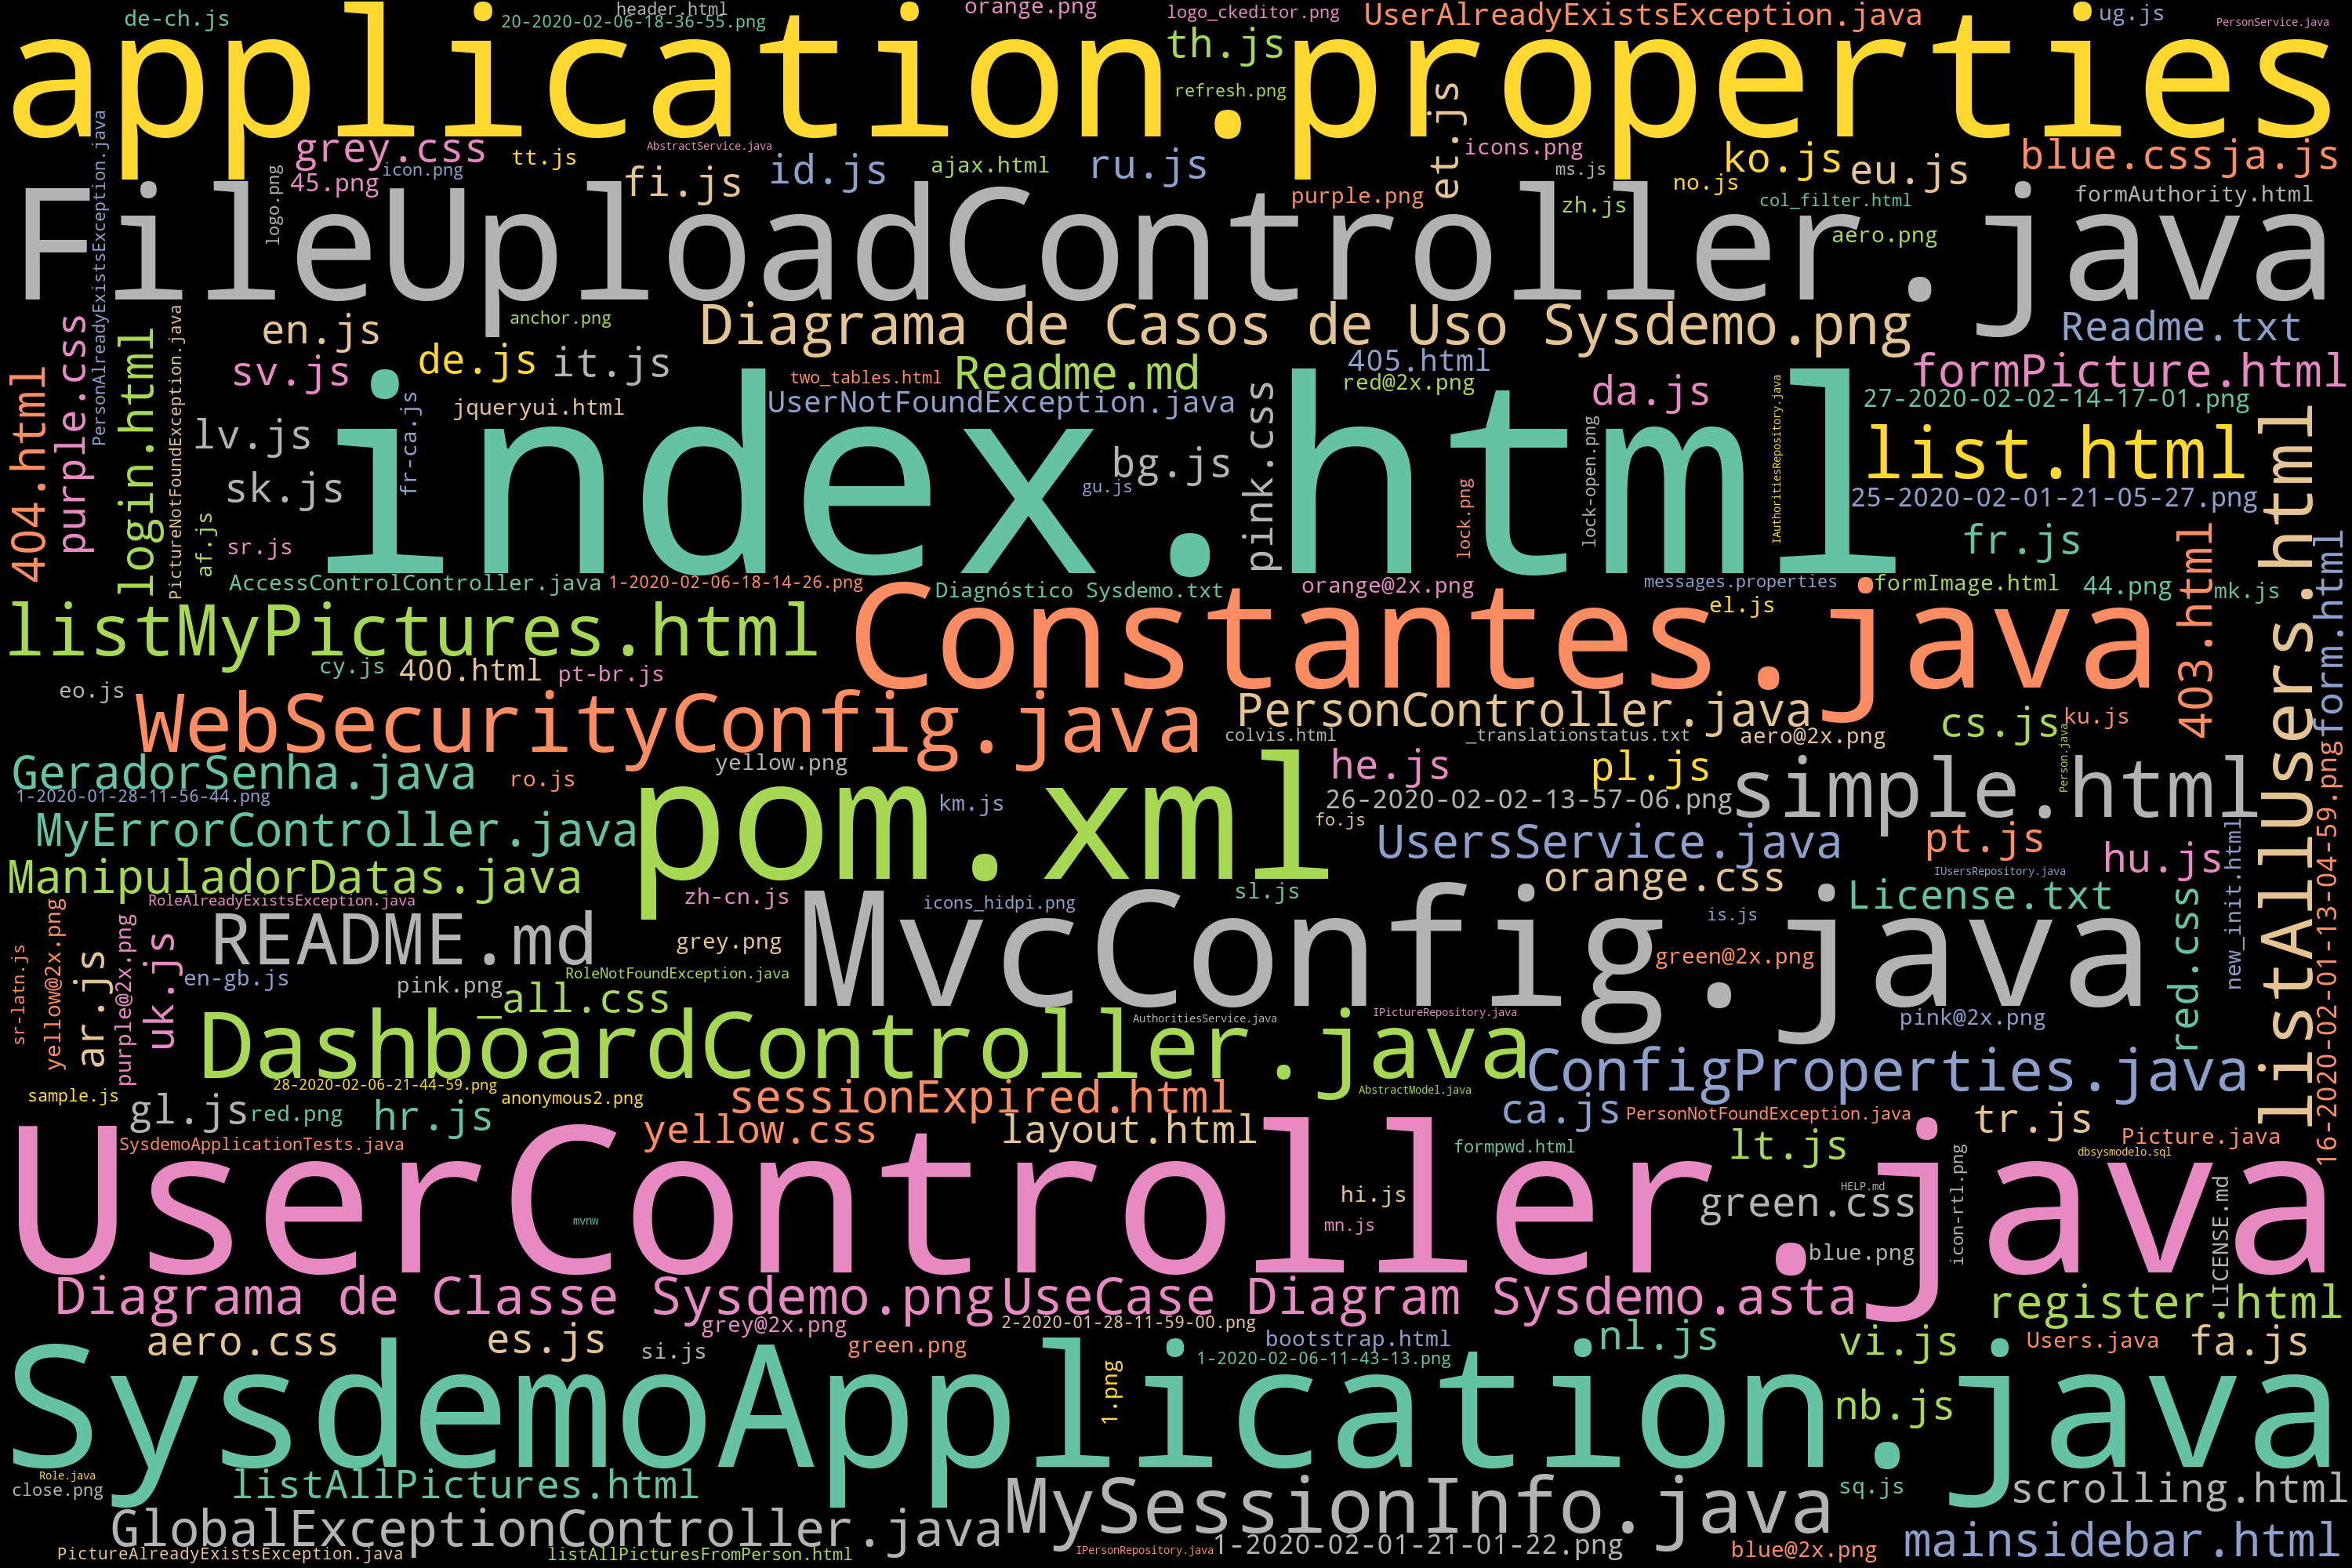 de-ch.js
20-2020-02-06-18-36-55.png
header.html
orange.png
logo_ckeditor.png
UserAlreadyExistsException.java
ug.js
PersonService.java
application.properties
th.js
refresh.png
et.js
grey.css
tt.js
AbstractService.java
icon.png
45.png
logo.png
fi.js
id.js
ajax.html
ru.js
icons.png
ms.js
ko.js
no.js
eu.js
blue.css
ja.js
purple.png
zh.js
col_filter.html
formAuthority.html
aero.png
FileUploadController.java
PersonAlreadyExistsException.java
anchor.png
en.js
Diagrama de Casos de Uso Sysdemo.png
Readme.txt
sv.js
de.js
it.js
two_tables.html
Readme.md
405.html
red@2x.png
formPicture.html
404.html
purple.css
login.html
PictureNotFoundException.java
jqueryui.html
fr-ca.js
UserNotFoundException.java
da.js
27-2020-02-02-14-17-01.png
lv.js
index.html
bg.js
gu.js
pink.css
lock.png
lock-open.png
IAuthoritiesRepository.java
list.html
sk.js
25-2020-02-01-21-05-27.png
af.js
sr.js
fr.js
403.html
listAllUsers.html
form.html
AccessControlController.java
1-2020-02-06-18-14-26.png
Diagnóstico Sysdemo.txt
orange@2x.png
messages.properties
formImage.html
44.png
mk.js
el.js
listMyPictures.html
Constantes.java
cy.js
400.html
pt-br.js
eo.js
WebSecurityConfig.java
PersonController.java
colvis.html
_translationstatus.txt
aero@2x.png
cs.js
ku.js
Person.java
GeradorSenha.java
ro.js
yellow.png
he.js
pl.js
simple.html
1-2020-01-28-11-56-44.png
pom.xml
km.js
26-2020-02-02-13-57-06.png
fo.js
16-2020-02-01-13-04-59.png
MyErrorController.java
UsersService.java
pt.js
hu.js
new_init.html
ManipuladorDatas.java
IUsersRepository.java
orange.css
License.txt
RoleAlreadyExistsException.java
zh-cn.js
icons_hidpi.png
sl.js
is.js
README.md
grey.png
MvcConfig.java
green@2x.png
red.css
sr-latn.js
yellow@2x.png
ar.js
purple@2x.png
uk.js
en-gb.js
pink.png
RoleNotFoundException.java
_all.css
AuthoritiesService.java
IPictureRepository.java
pink@2x.png
DashboardController.java
ConfigProperties.java
28-2020-02-06-21-44-59.png
AbstractModel.java
sample.js
anonymous2.png
sessionExpired.html
gl.js
red.png
hr.js
ca.js
PersonNotFoundException.java
tr.js
SysdemoApplicationTests.java
yellow.css
layout.html
formpwd.html
lt.js
Picture.java
dbsysmodelo.sql
UserController.java
mvnw
hi.js
mn.js
HELP.md
green.css
icon-rtl.png
blue.png
LICENSE.md
Diagrama de Classe Sysdemo.png
UseCase Diagram Sysdemo.asta
register.html
aero.css
es.js
si.js
grey@2x.png
green.png
2-2020-01-28-11-59-00.png
bootstrap.html
1-2020-02-06-11-43-13.png
nl.js
vi.js
Users.java
fa.js
SysdemoApplication.java
1.png
nb.js
Role.java
close.png
listAllPictures.html
MySessionInfo.java
sq.js
scrolling.html
GlobalExceptionController.java
PictureAlreadyExistsException.java
listAllPicturesFromPerson.html
IPersonRepository.java
1-2020-02-01-21-01-22.png
blue@2x.png
mainsidebar.html